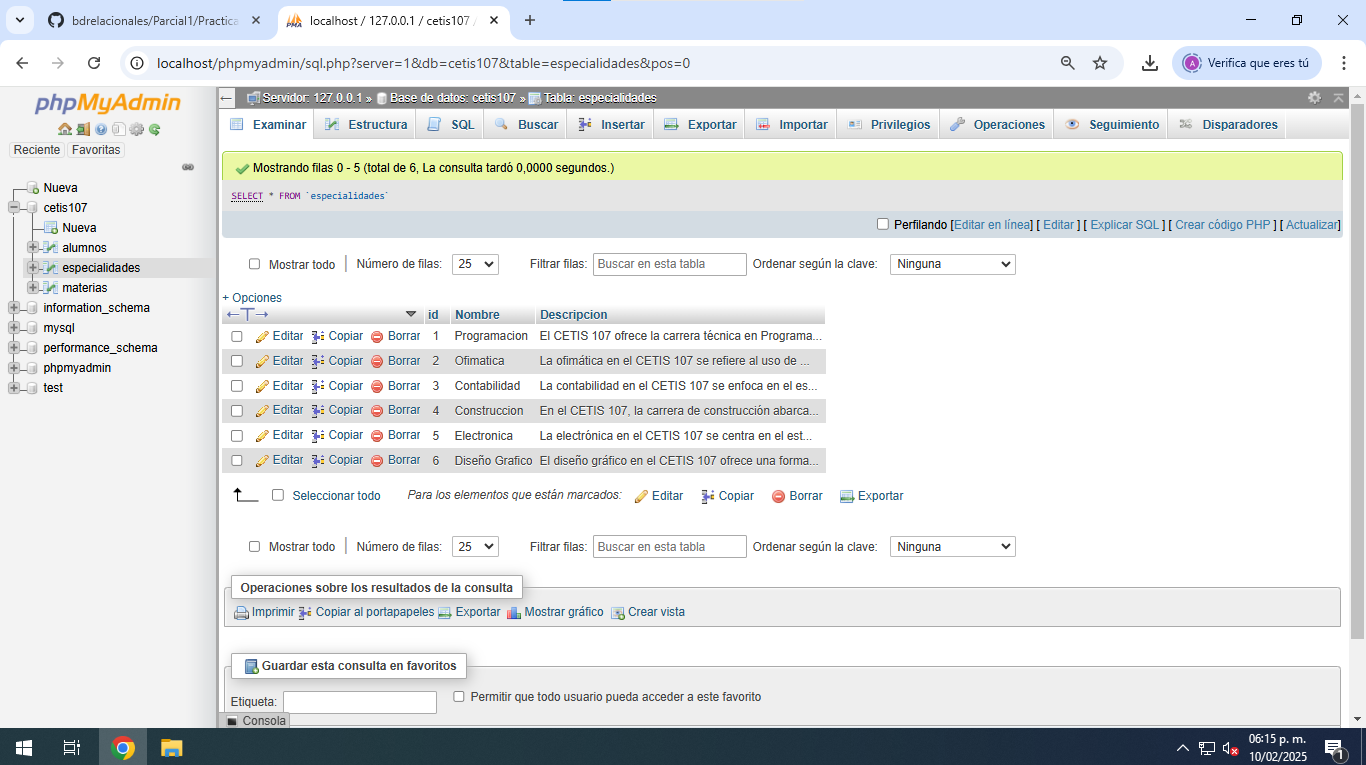 bdrelacionales/Parcial1/Practica
localhost / 127.0.0.1 / cetis107 /
localhost/phpmyadmin/sql.php?server=1&db=cetis107&table=especialidades&pos=0
A
Verifica que eres tú
phpMyAdmin
Reciente Favoritas
Nueva
cetis107
Nueva
alumnos
especialidades
materias
information_schema
mysql
performance_schema
phpmyadmin
test
Servidor: 127.0.0.1 » Base de datos: cetis107 » Tabla: especialidades
Examinar Estructura SQL Buscar Insertar Exportar Importar Privilegios Operaciones Seguimiento Disparadores
Mostrando filas 0 - 5 (total de 6, La consulta tardó 0,0000 segundos.)
SELECT * FROM `especialidades`
Perfilando [Editar en línea] [ Editar ] [ Explicar SQL ] [ Crear código PHP ] [ Actualizar]
Mostrar todo | Número de filas: 25 Filtrar filas: Buscar en esta tabla Ordenar según la clave: Ninguna
+ Opciones
←T→ id Nombre Descripcion
Editar Copiar Borrar 1 Programacion El CETIS 107 ofrece la carrera técnica en Programa...
Editar Copiar Borrar 2 Ofimatica La ofimática en el CETIS 107 se refiere al uso de ...
Editar Copiar Borrar 3 Contabilidad La contabilidad en el CETIS 107 se enfoca en el es...
Editar Copiar Borrar 4 Construccion En el CETIS 107, la carrera de construcción abarca...
Editar Copiar Borrar 5 Electronica La electrónica en el CETIS 107 se centra en el est...
Editar Copiar Borrar 6 Diseño Grafico El diseño gráfico en el CETIS 107 ofrece una forma...
Seleccionar todo Para los elementos que están marcados: Editar Copiar Borrar Exportar
Mostrar todo | Número de filas: 25 Filtrar filas: Buscar en esta tabla Ordenar según la clave: Ninguna
Operaciones sobre los resultados de la consulta
Imprimir Copiar al portapapeles Exportar Mostrar gráfico Crear vista
Guardar esta consulta en favoritos
Etiqueta: Permitir que todo usuario pueda acceder a este favorito
Consola
06:15 p. m.
10/02/2025
1